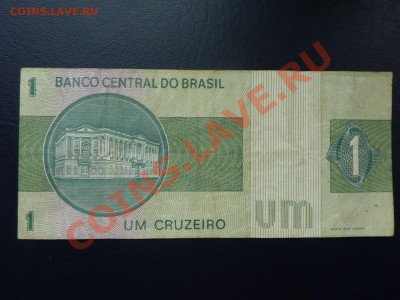 COINS.LAVE.RU
1
BANCO CENTRAL DO BRASIL
1
1
UM CRUZEIRO
um
COINS.LAVE.RU